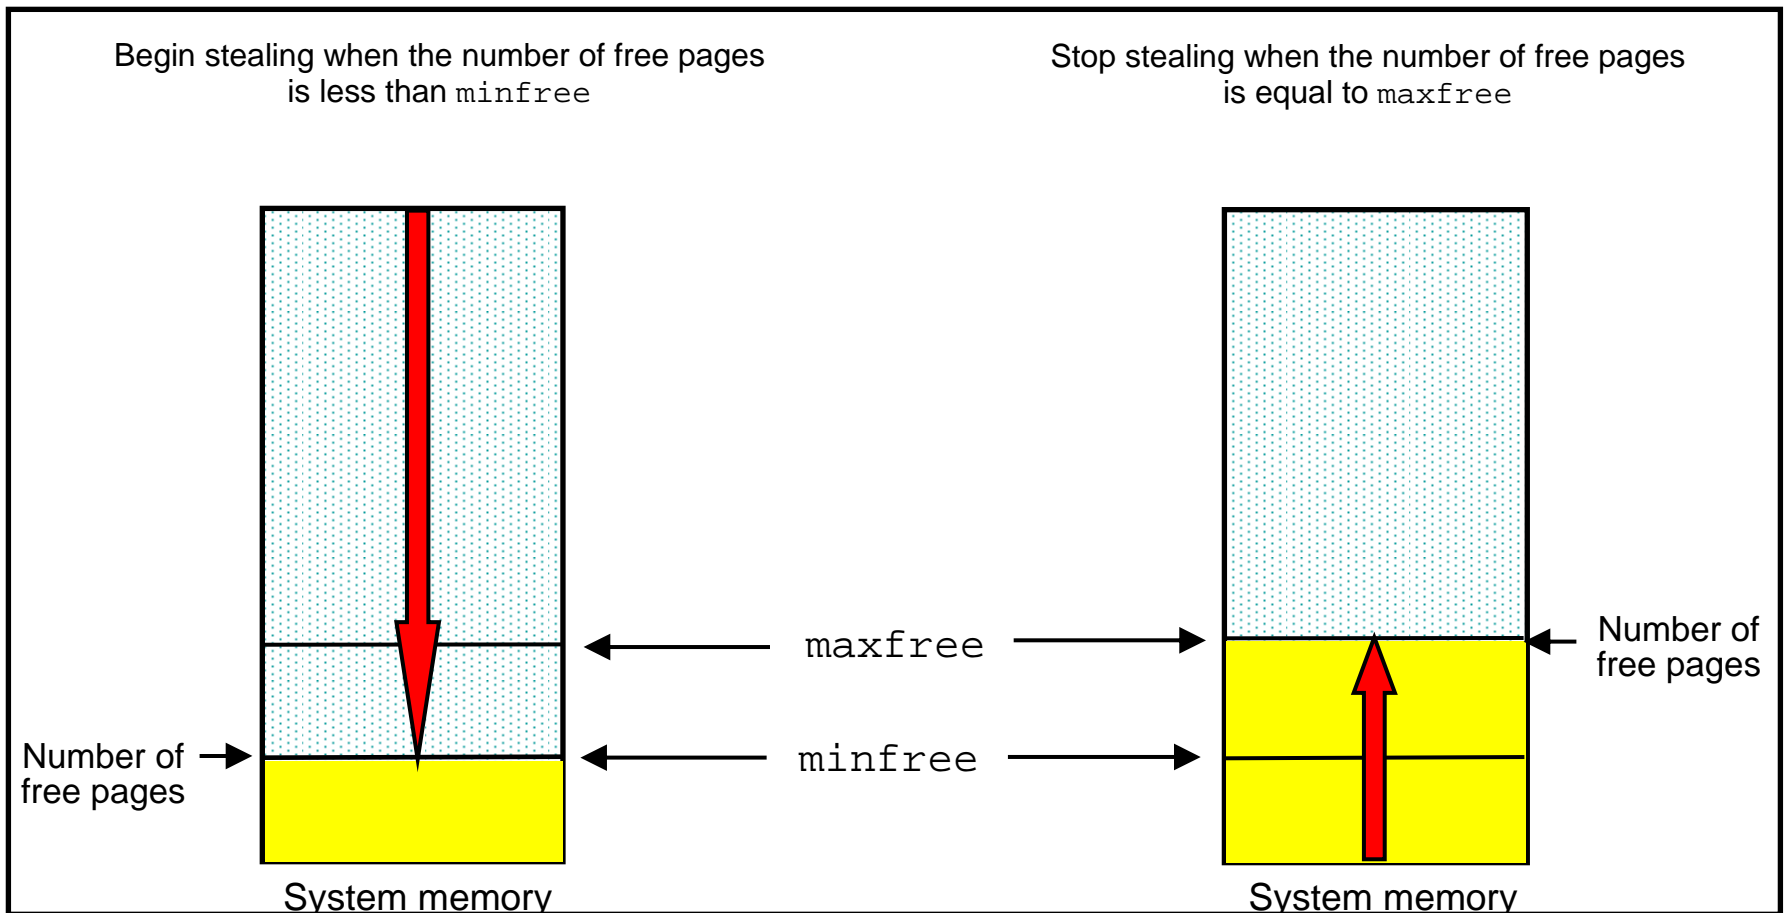 Begin stealing when the number of free pages
is less than minfree
Stop stealing when the number of free pages
is equal to maxfree
maxfree
Number of
free pages
Number of
free pages
minfree
System memory
System memory